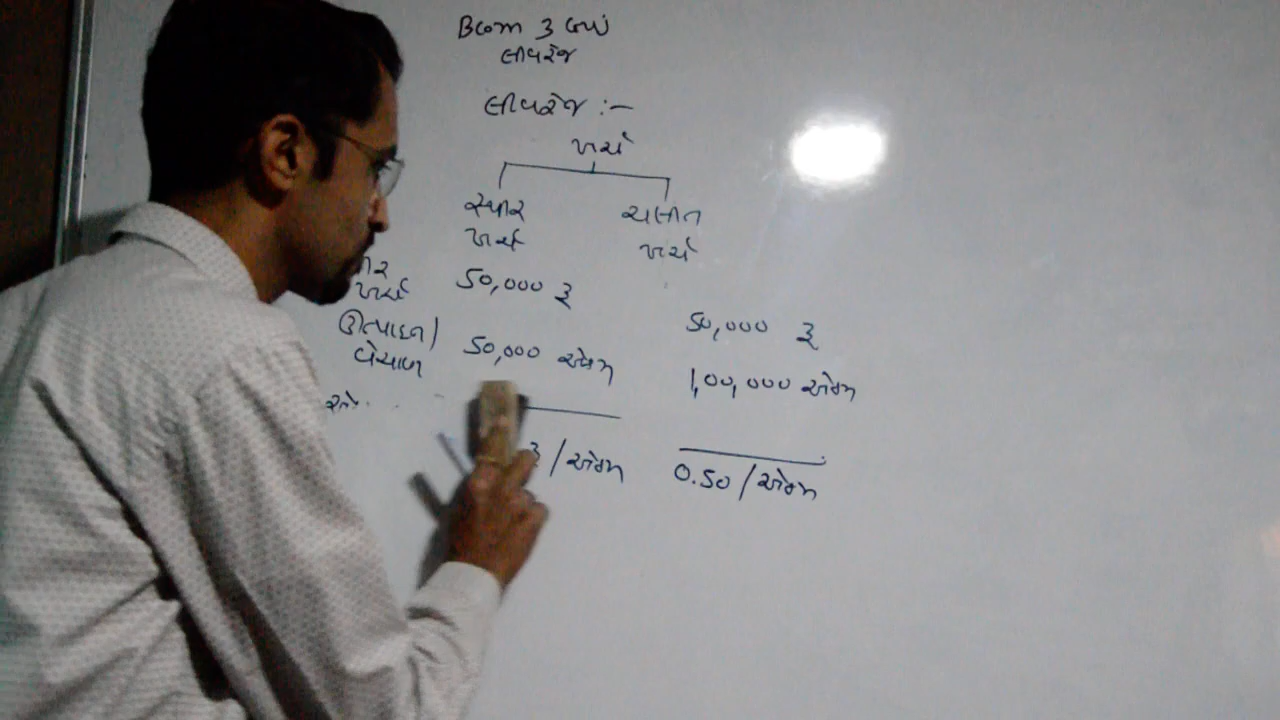 Bcom 3 વર્ષ
લીવરેજ
લીવરેજ :-
ખર્ચ
સ્થિર ચલીત
ખર્ચ ખર્ચ
ખર્ચ 50,000 રૂ 50,000 રૂ
ઉત્પાદન/
વેચાણ 50,000 એકમ 1,00,000 એકમ
/એકમ 0.50/એકમ